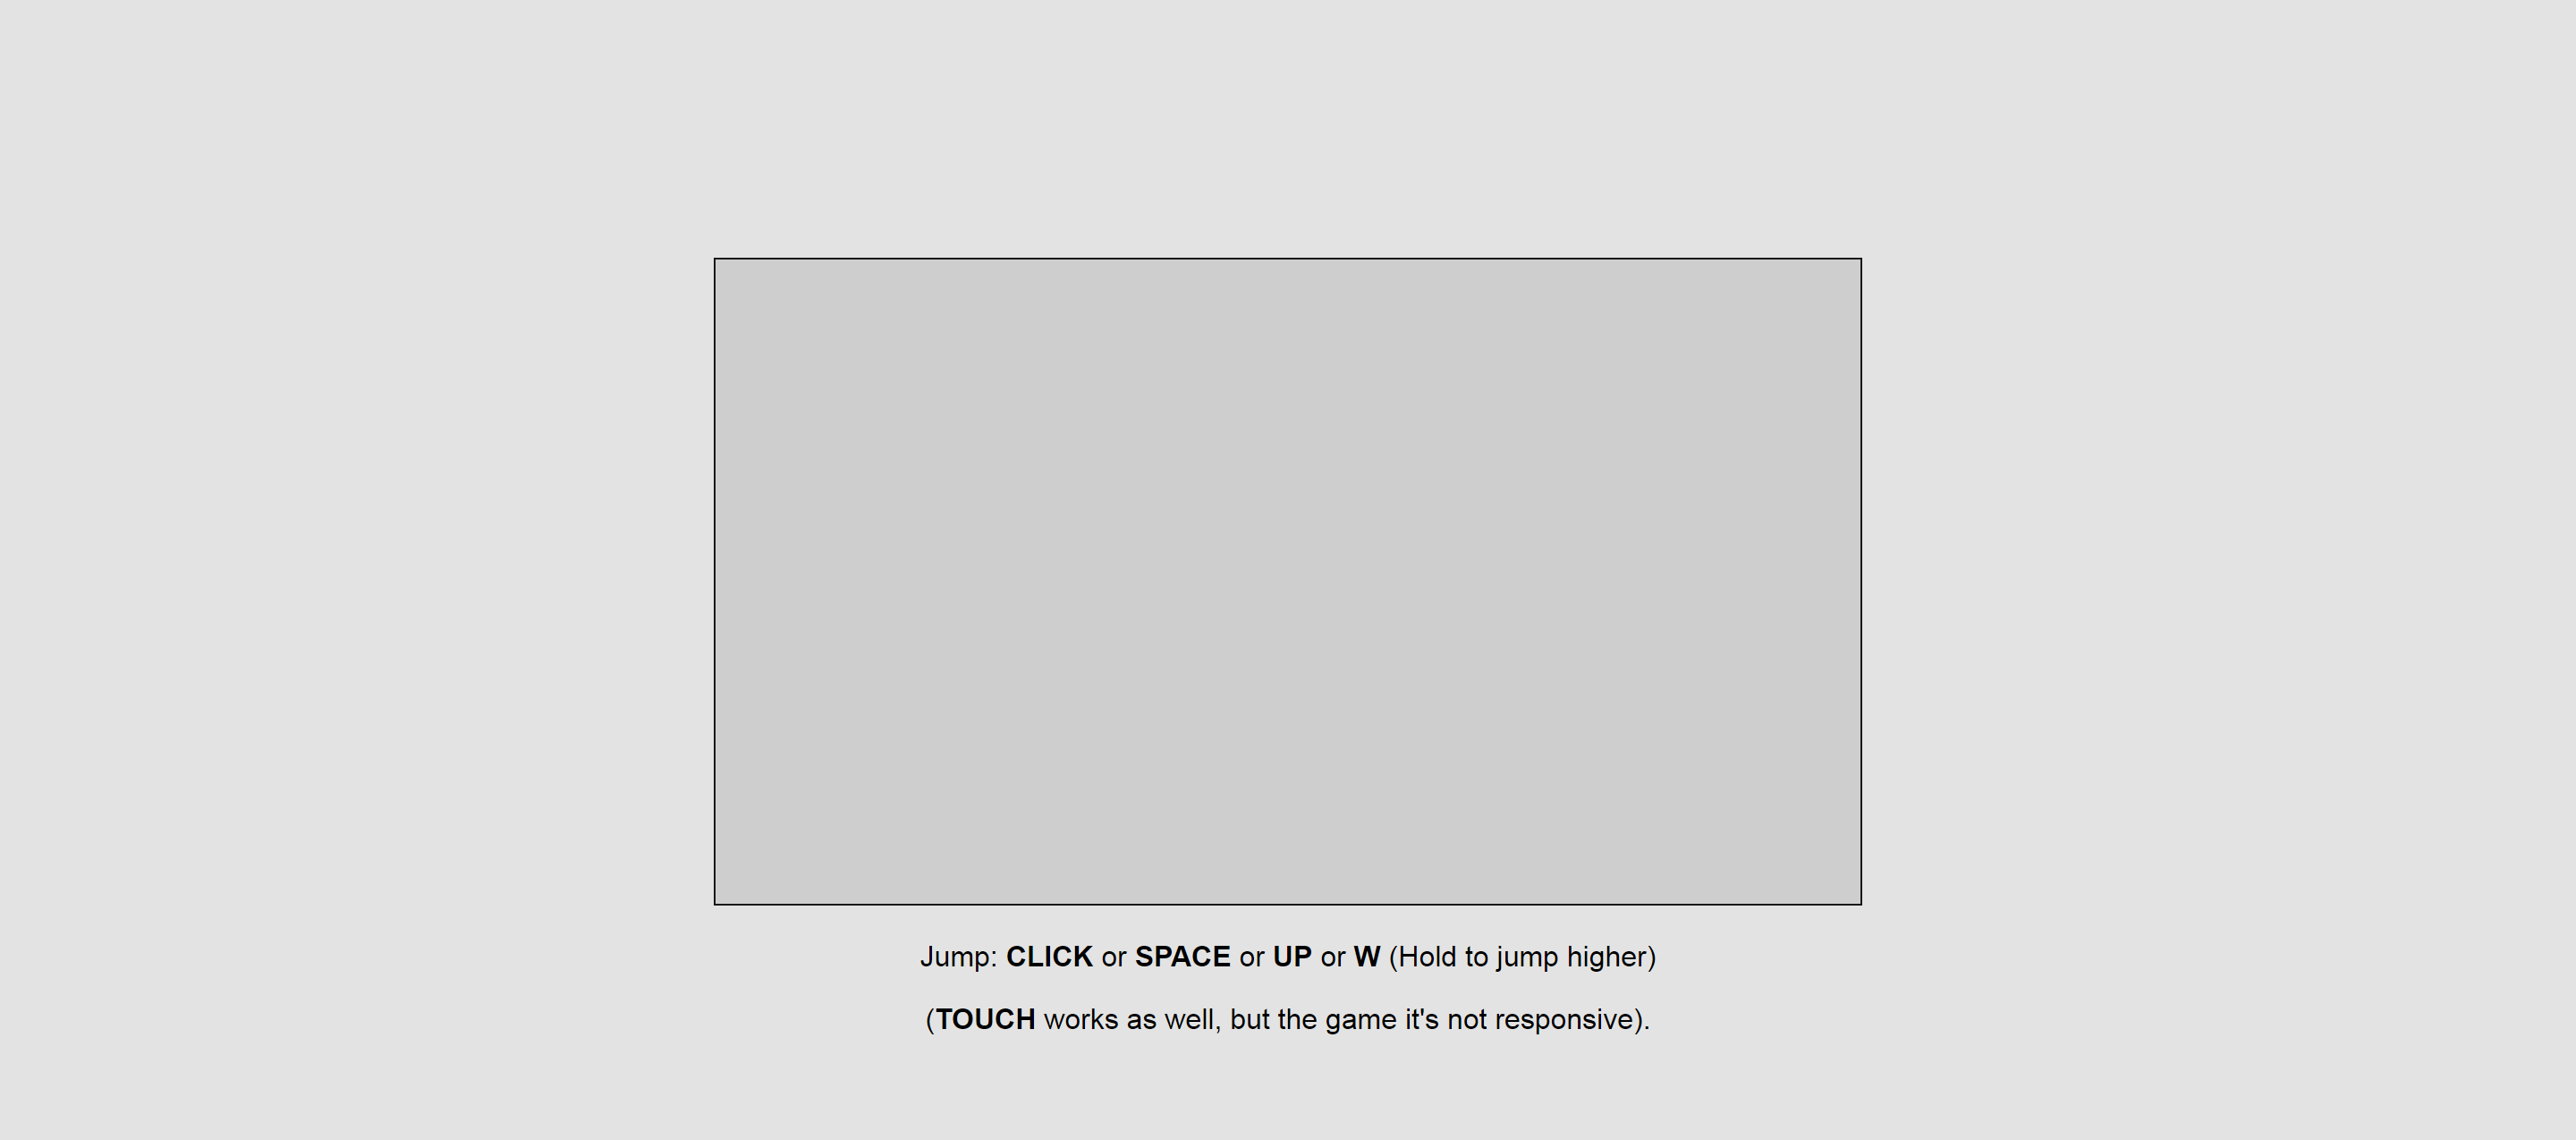 Jump: CLICK or SPACE or UP or W (Hold to jump higher)
(TOUCH works as well, but the game it's not responsive).